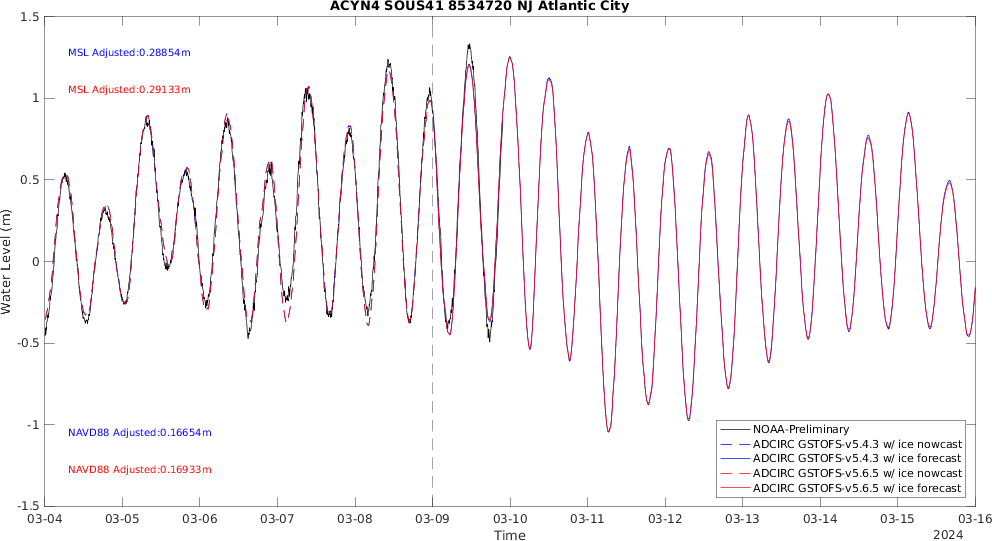 ACYN4 SOUS41 8534720 NJ Atlantic City
1.5
MSL Adjusted:0.28854m
MSL Adjusted:0.29133m
1
0.5
Water Level (m)
0
-0.5
-1
NAVD88 Adjusted:0.16654m
NAVD88 Adjusted:0.16933m
-1.5
NOAA-Preliminary
ADCIRC GSTOFS-v5.4.3 w/ ice nowcast
ADCIRC GSTOFS-v5.4.3 w/ ice forecast
ADCIRC GSTOFS-v5.6.5 w/ ice nowcast
ADCIRC GSTOFS-v5.6.5 w/ ice forecast
03-04 03-05 03-06 03-07 03-08 03-09 03-10 03-11 03-12 03-13 03-14 03-15 03-16
Time
2024